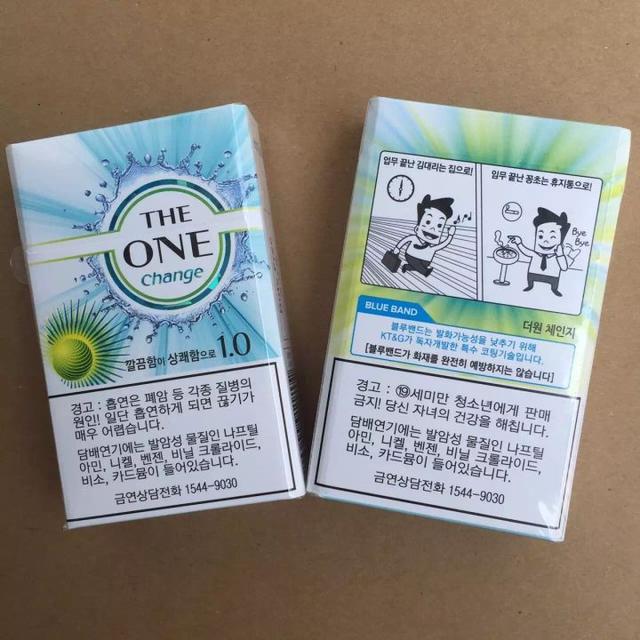 THE
ONE
Change
깔끔함이 상쾌함으로 1.0
경고 : 흡연은 폐암 등 각종 질병의
원인! 일단 흡연하게 되면 끊기가
매우 어렵습니다.
담배연기에는 발암성 물질인 나프틸
아민, 니켈, 벤젠, 비닐 크롤라이드,
비소, 카드뮴이 들어있습니다.
금연상담전화 1544-9030
업무 끝난 김대리는 집으로!
임무 끝난 꽁초는 휴지통으로!
Bye
Bye
BLUE BAND
더원 체인지
블루밴드는 발화가능성을 낮추기 위해
KT&G가 독자개발한 특수 코팅기술입니다.
[블루밴드가 화재를 완전히 예방하지는 않습니다]
경고 : ⑲세미만 청소년에게 판매
금지! 당신 자녀의 건강을 해칩니다.
담배연기에는 발암성 물질인 나프틸
아민, 니켈, 벤젠, 비닐 크롤라이드,
비소, 카드뮴이 들어있습니다.
금연상담전화 1544-9030